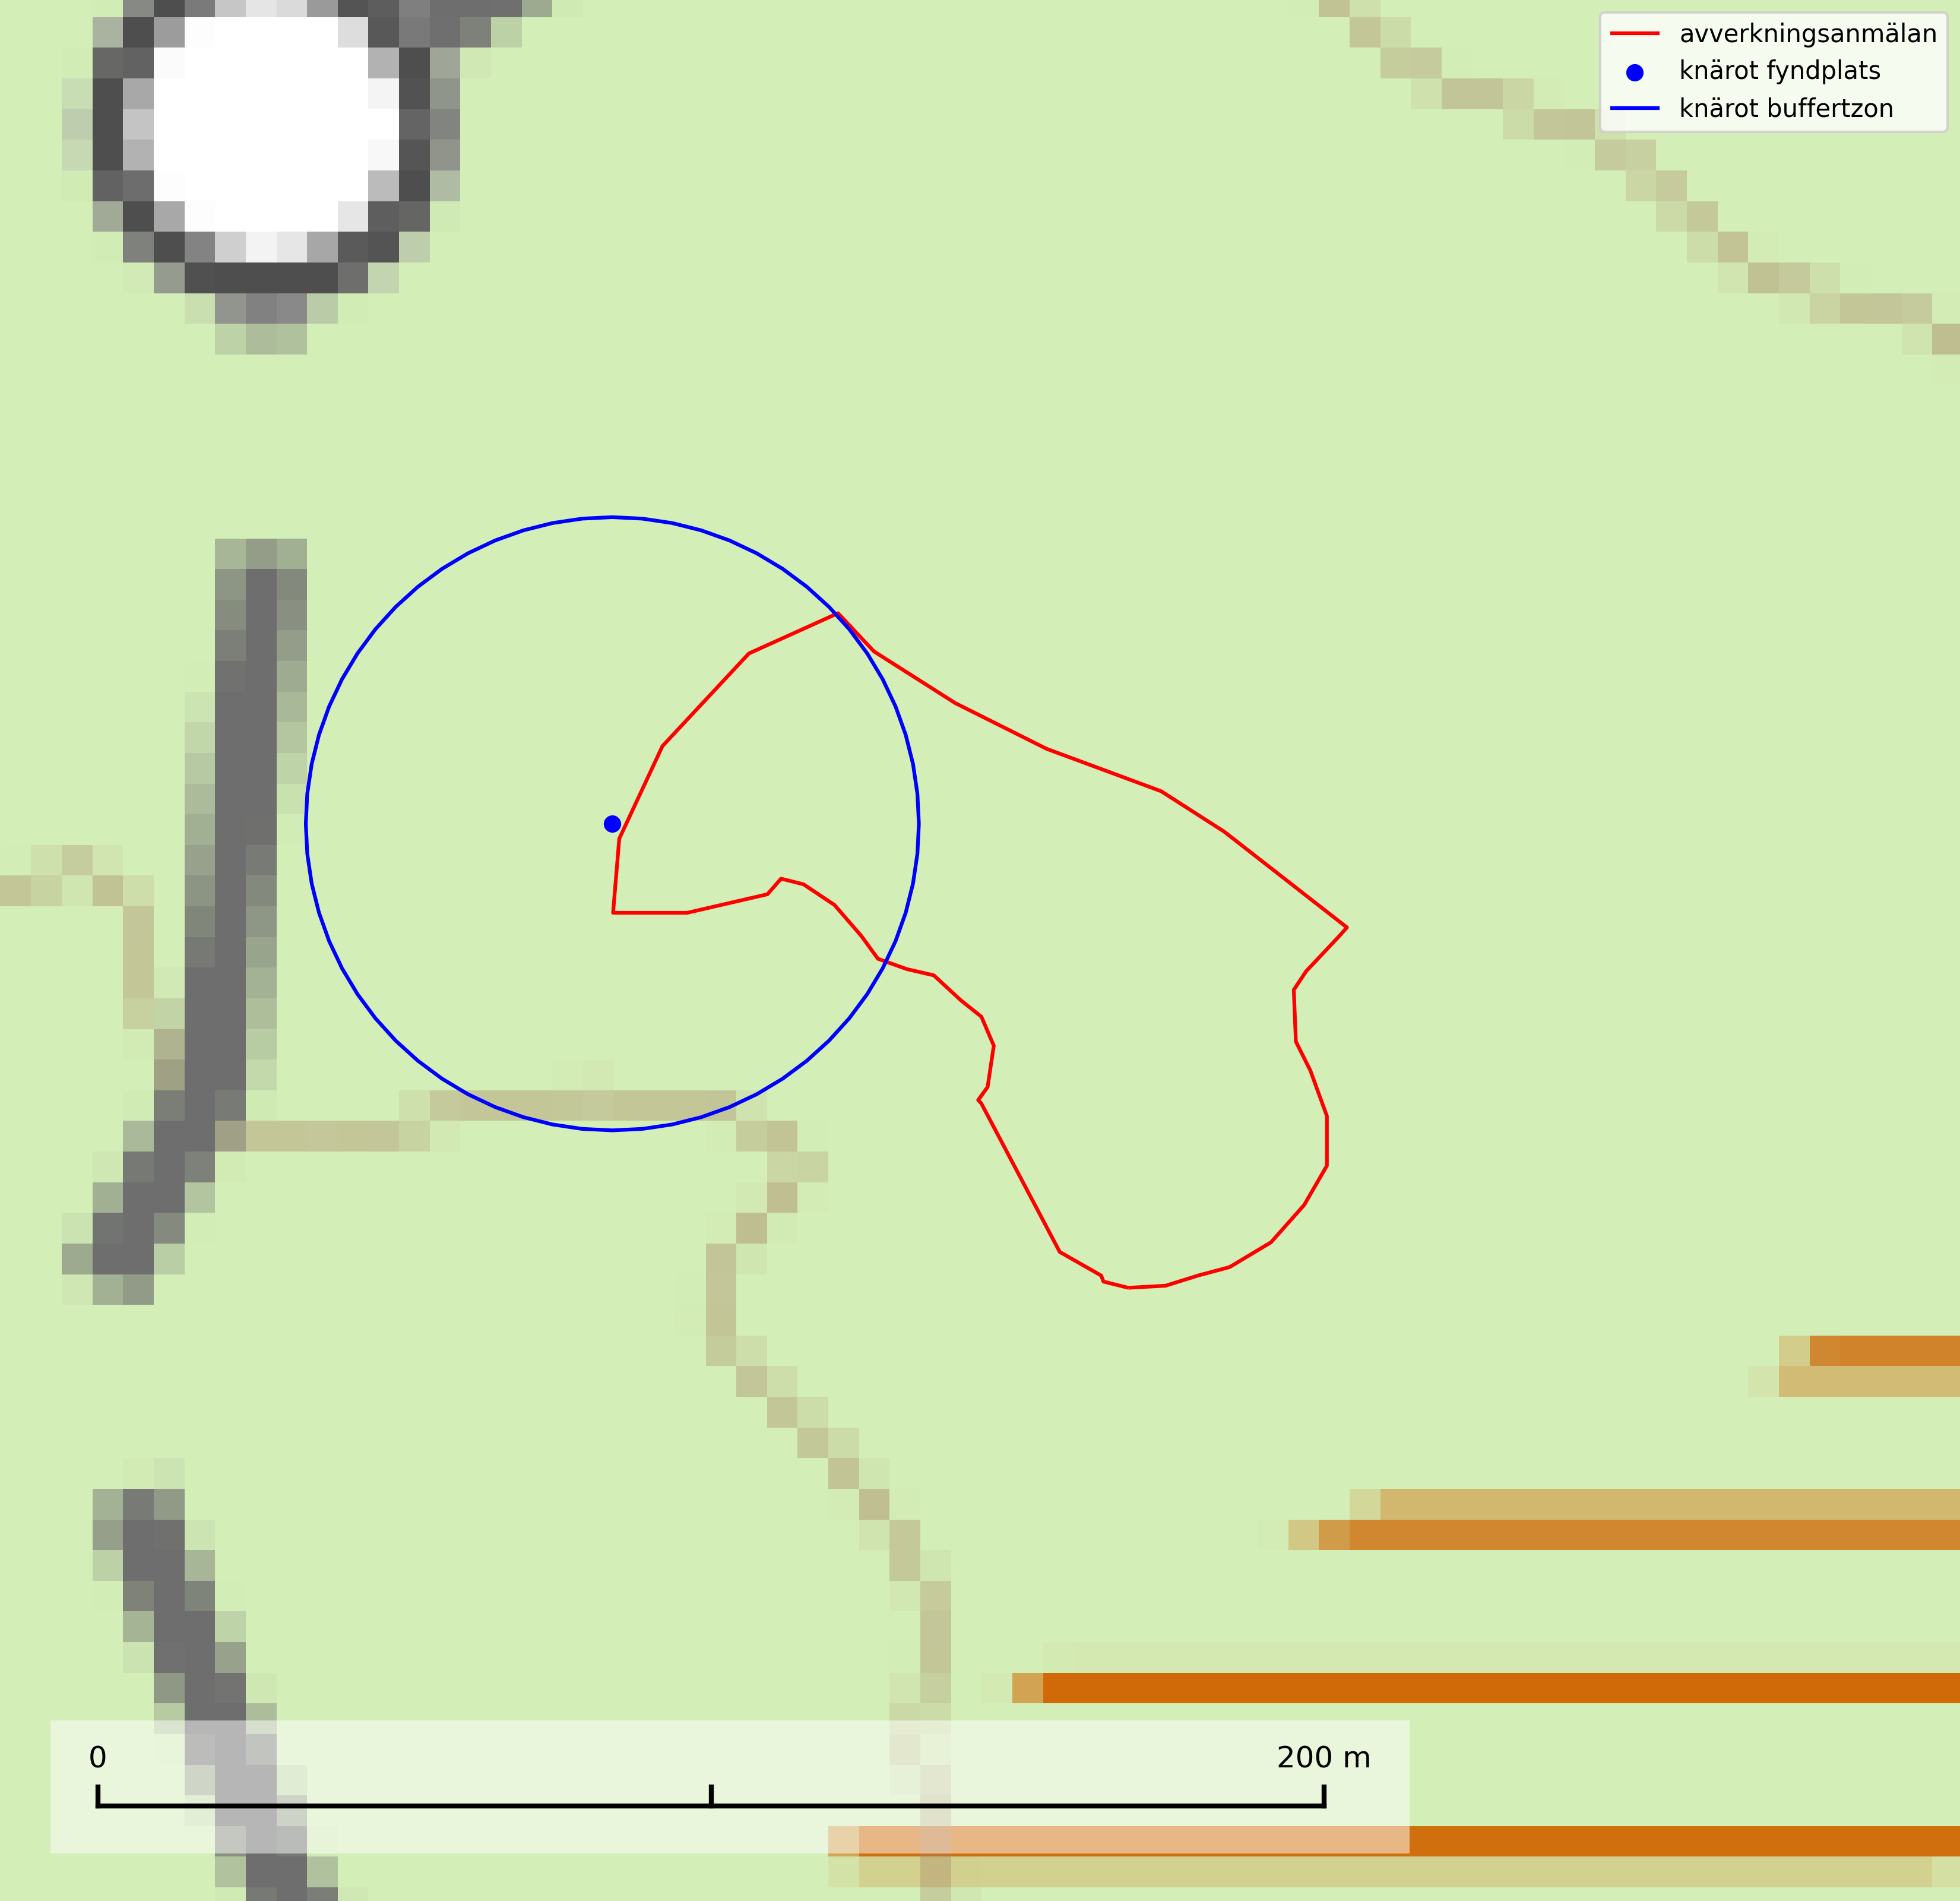 avverkningsanmälan
knärot fyndplats
knärot buffertzon
0
200 m